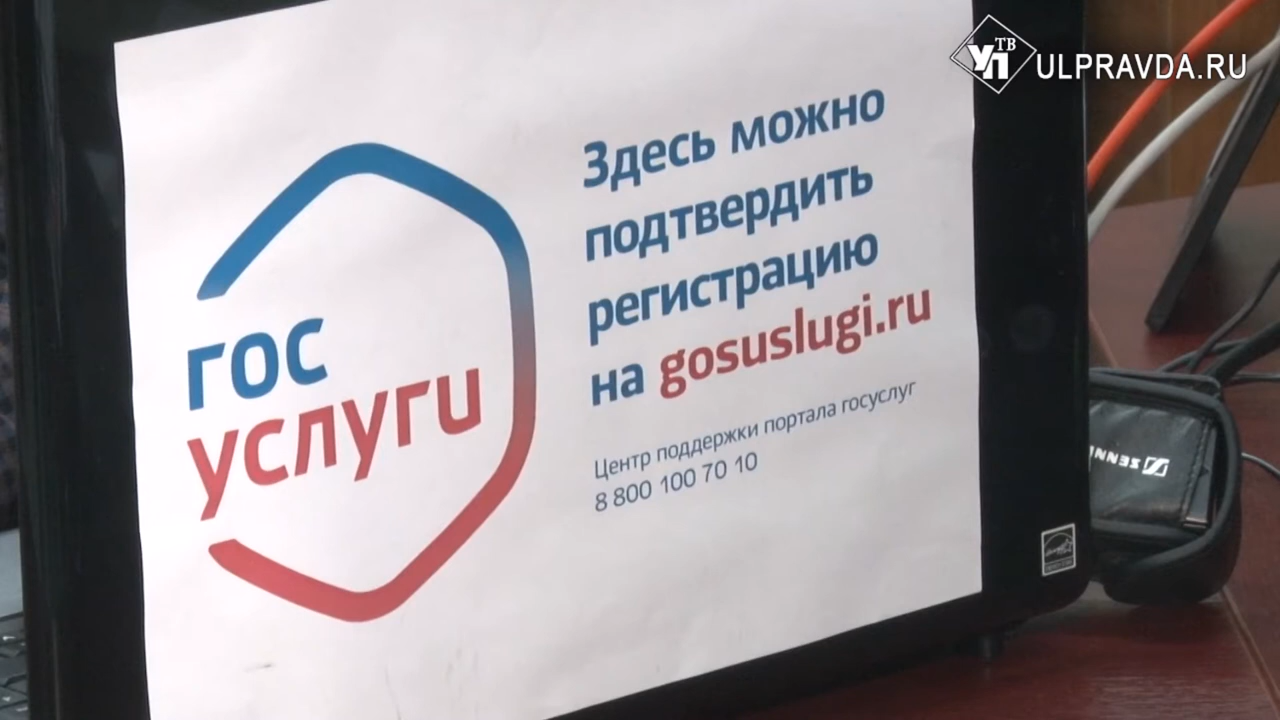 УП ТВ ULPRAVDA.RU
гос
услуги
Здесь можно
подтвердить
регистрацию
на gosuslugi.ru
Центр поддержки портала госуслуг
8 800 100 70 10
SENNH